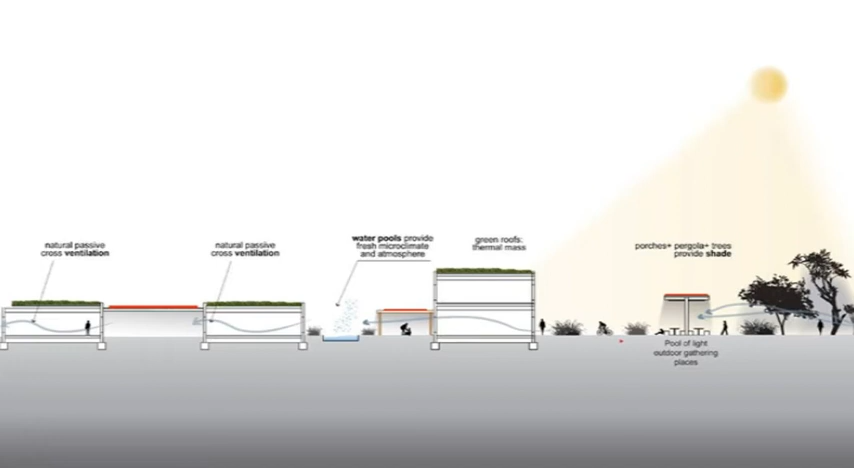 natural passive
cross ventilation
natural passive
cross ventilation
water pools provide
fresh microclimate
and atmosphere
green roofs:
thermal mass
porches+ pergola+ trees
provide shade
Pool of light
outdoor gathering
places